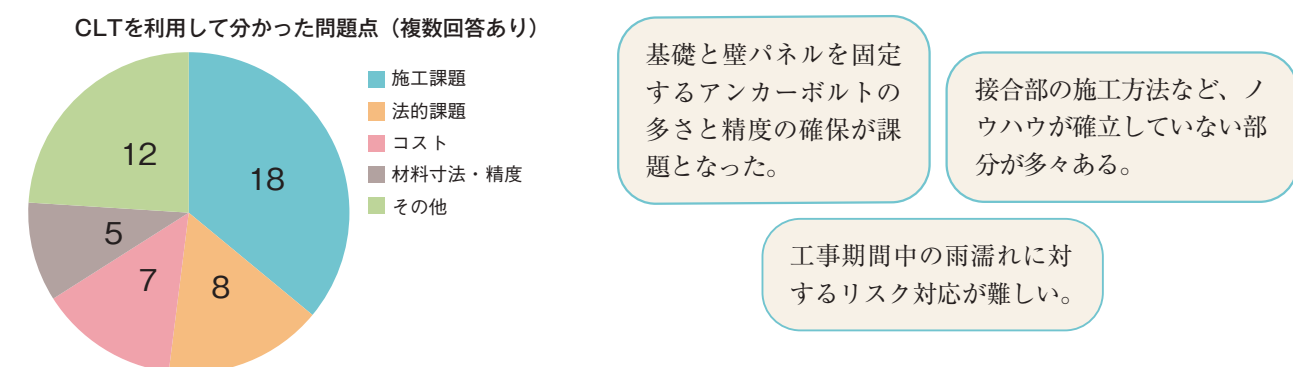 CLTを利用して分かった問題点（複数回答あり）
18
8
7
5
12
施工課題
法的課題
コスト
材料寸法・精度
その他
基礎と壁パネルを固定
するアンカーボルトの
多さと精度の確保が課
題となった。
接合部の施工方法など、ノ
ウハウが確立していない部
分が多々ある。
工事期間中の雨濡れに対
するリスク対応が難しい。